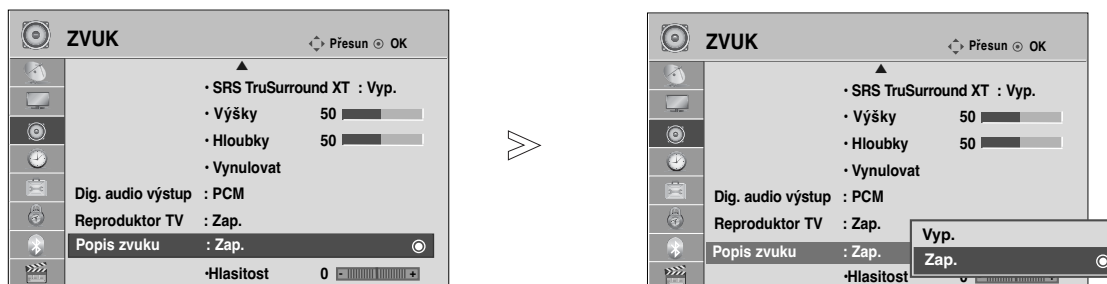 ZVUK
Přesun OK
• SRS TruSurround XT : Vyp.
• Výšky 50
• Hloubky 50
• Vynulovat
Dig. audio výstup : PCM
Reproduktor TV : Zap.
Popis zvuku : Zap.
•Hlasitost 0 - +
ZVUK
Přesun OK
• SRS TruSurround XT : Vyp.
• Výšky 50
• Hloubky 50
• Vynulovat
Dig. audio výstup : PCM
Reproduktor TV : Zap.
Popis zvuku : Zap.
•Hlasitost
Vyp.
Zap.